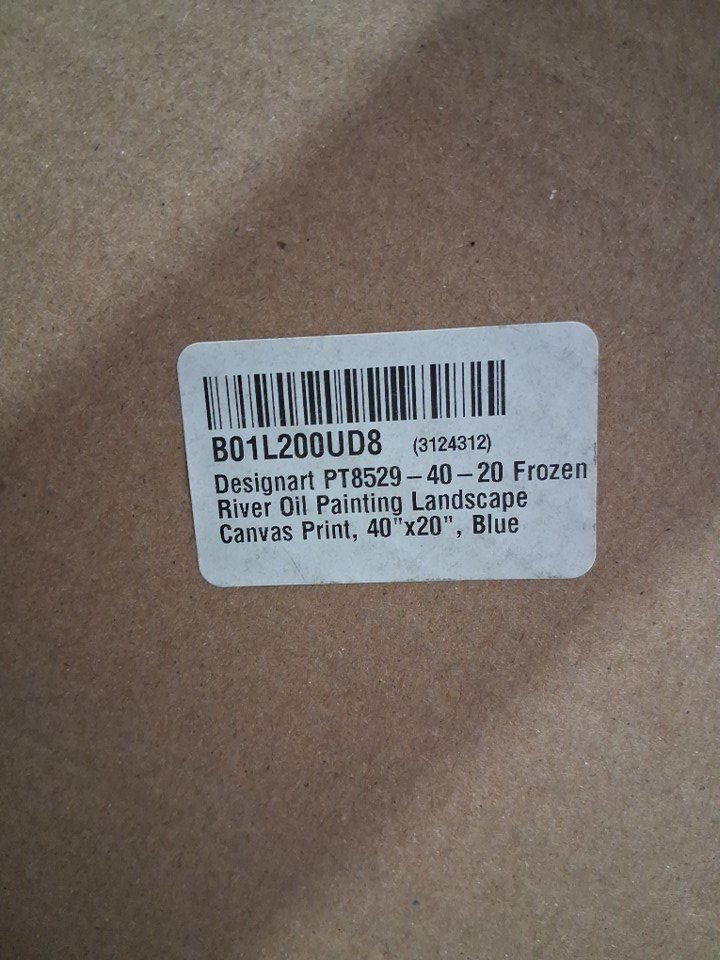 B01L200UD8 (3124312)
Designart PT8529-40-20 Frozen
River Oil Painting Landscape
Canvas Print, 40"x20", Blue